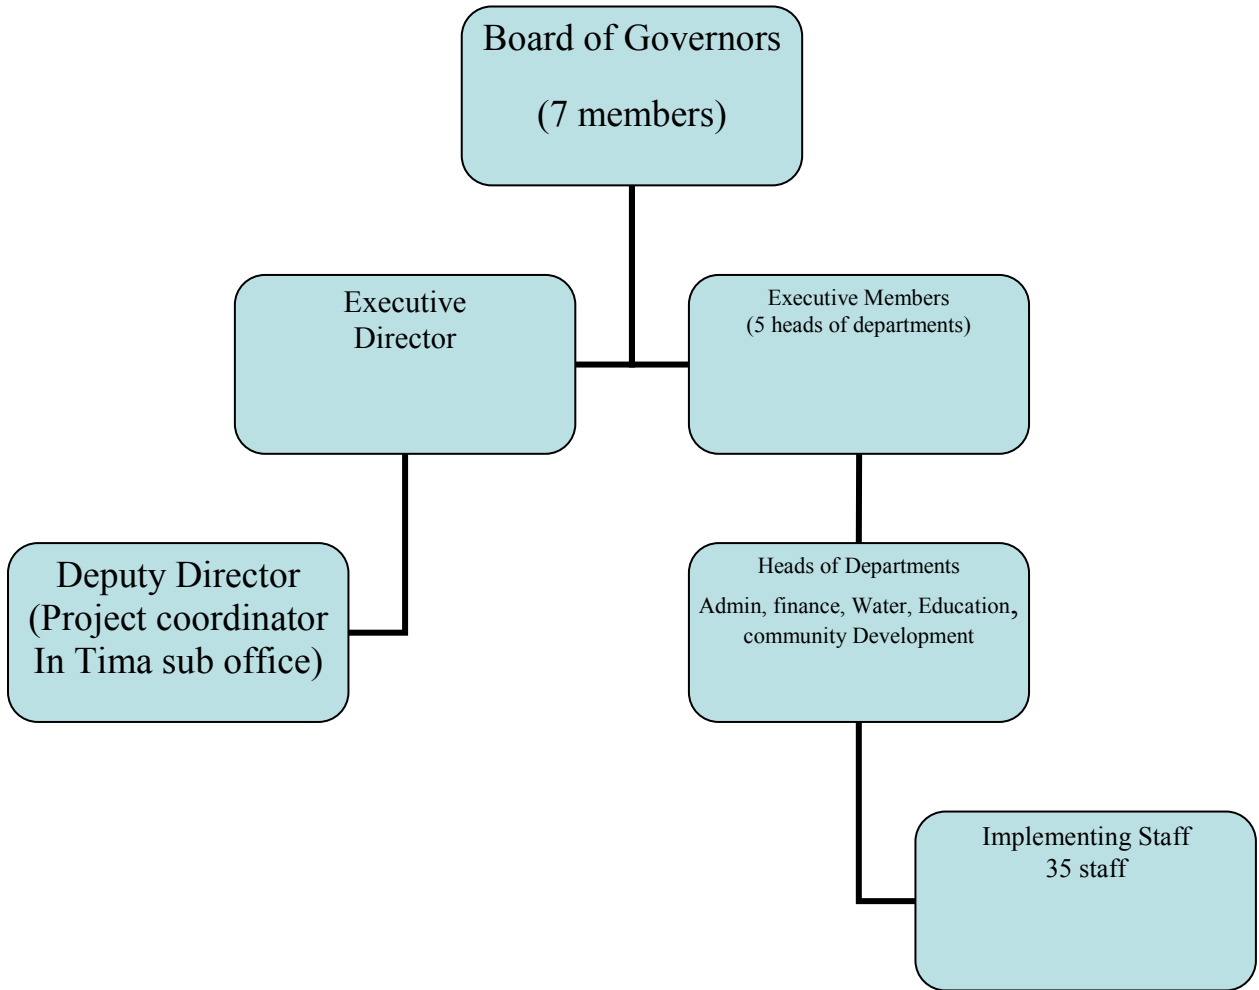 Board of Governors
(7 members)
Executive
Director
Executive Members
(5 heads of departments)
Deputy Director
(Project coordinator
In Tima sub office)
Heads of Departments
Admin, finance, Water, Education,
community Development
Implementing Staff
35 staff